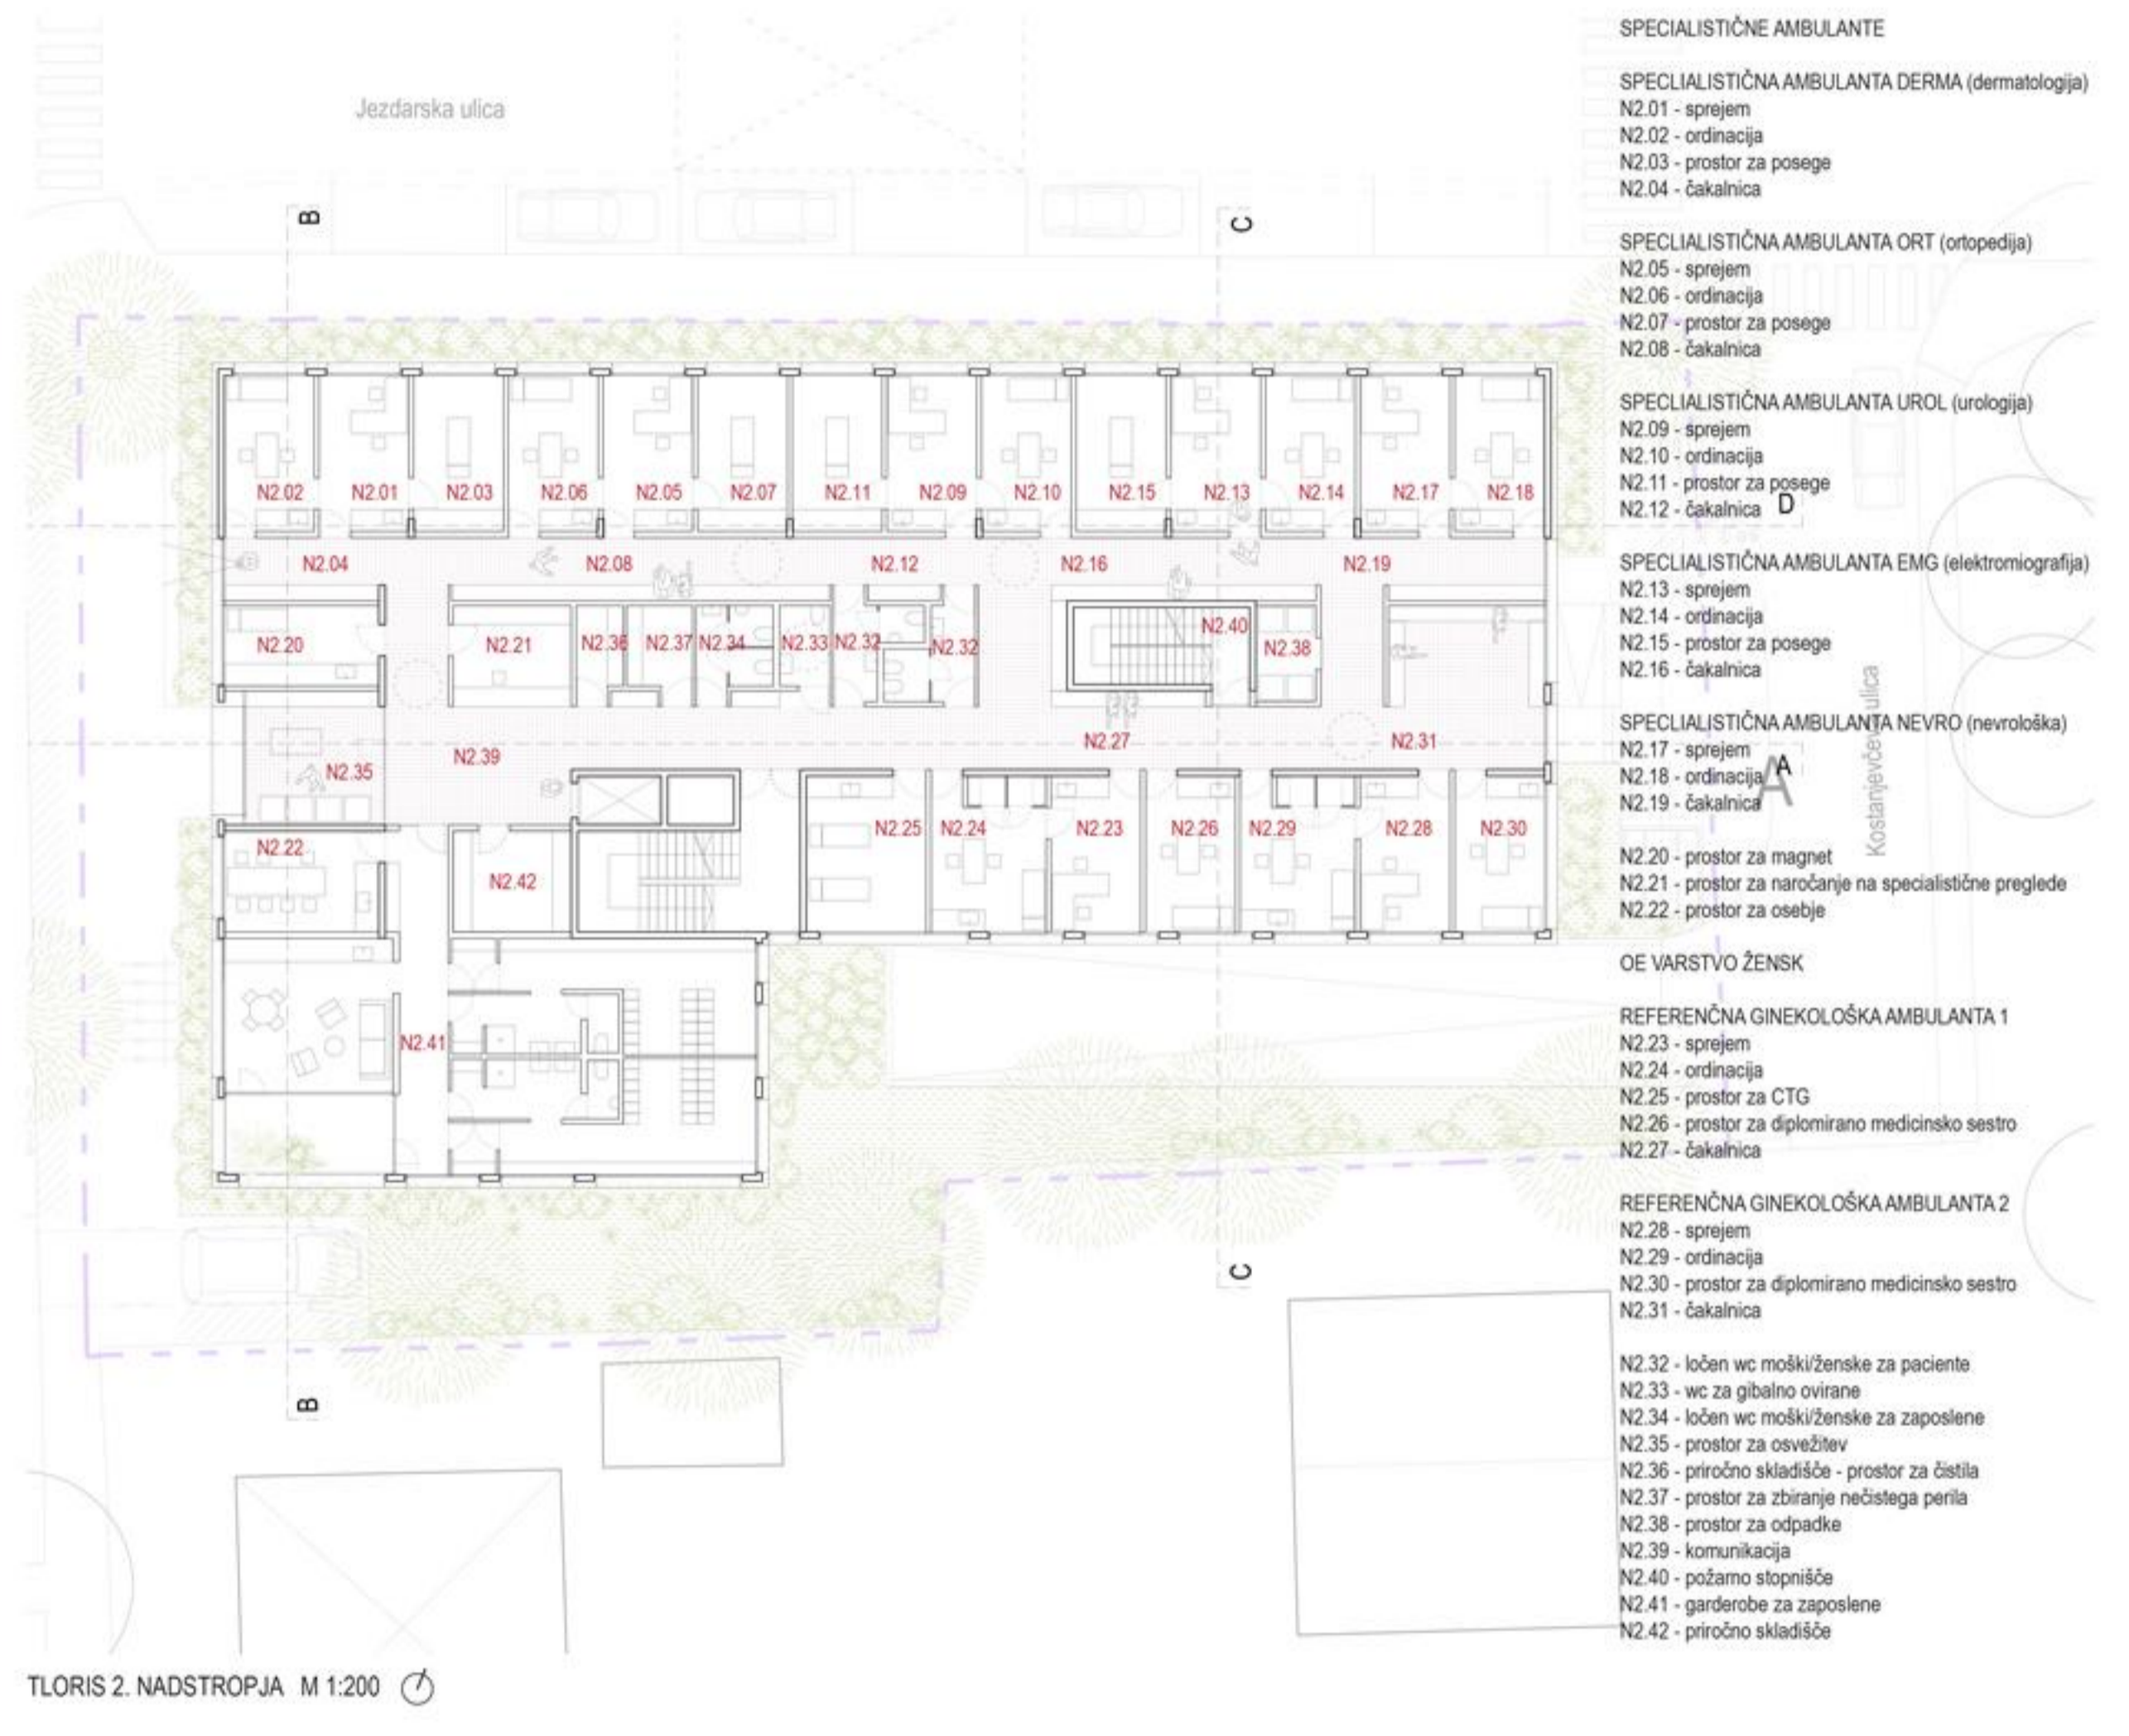 Jezdarska ulica
B
C
N2.02 N2.01 N2.03 N2.06 N2.05 N2.07 N2.11 N2.09 N2.10 N2.15 N2.13 N2.14 N2.17 N2.18
N2.04 N2.08 N2.12 N2.16 N2.19
N2.20 N2.21 N2.36 N2.37 N2.34 N2.33 N2.32 N2.32 N2.40 N2.38
N2.35 N2.39 N2.27 N2.31
N2.22 N2.42 N2.25 N2.24 N2.23 N2.26 N2.29 N2.28 N2.30
N2.41
C
B
D
A
A
Kostanjevčeva ulica
SPECIALISTIČNE AMBULANTE
SPECLIALISTIČNA AMBULANTA DERMA (dermatologija)
N2.01 - sprejem
N2.02 - ordinacija
N2.03 - prostor za posege
N2.04 - čakalnica
SPECLIALISTIČNA AMBULANTA ORT (ortopedija)
N2.05 - sprejem
N2.06 - ordinacija
N2.07 - prostor za posege
N2.08 - čakalnica
SPECLIALISTIČNA AMBULANTA UROL (urologija)
N2.09 - sprejem
N2.10 - ordinacija
N2.11 - prostor za posege
N2.12 - čakalnica
SPECLIALISTIČNA AMBULANTA EMG (elektromiografija)
N2.13 - sprejem
N2.14 - ordinacija
N2.15 - prostor za posege
N2.16 - čakalnica
SPECLIALISTIČNA AMBULANTA NEVRO (nevrološka)
N2.17 - sprejem
N2.18 - ordinacija
N2.19 - čakalnica
N2.20 - prostor za magnet
N2.21 - prostor za naročanje na specialistične preglede
N2.22 - prostor za osebje
OE VARSTVO ŽENSK
REFERENČNA GINEKOLOŠKA AMBULANTA 1
N2.23 - sprejem
N2.24 - ordinacija
N2.25 - prostor za CTG
N2.26 - prostor za diplomirano medicinsko sestro
N2.27 - čakalnica
REFERENČNA GINEKOLOŠKA AMBULANTA 2
N2.28 - sprejem
N2.29 - ordinacija
N2.30 - prostor za diplomirano medicinsko sestro
N2.31 - čakalnica
N2.32 - ločen wc moški/ženske za paciente
N2.33 - wc za gibalno ovirane
N2.34 - ločen wc moški/ženske za zaposlene
N2.35 - prostor za osvežitev
N2.36 - priročno skladišče - prostor za čistila
N2.37 - prostor za zbiranje nečistega perila
N2.38 - prostor za odpadke
N2.39 - komunikacija
N2.40 - požarno stopnišče
N2.41 - garderobe za zaposlene
N2.42 - priročno skladišče
TLORIS 2. NADSTROPJA M 1:200